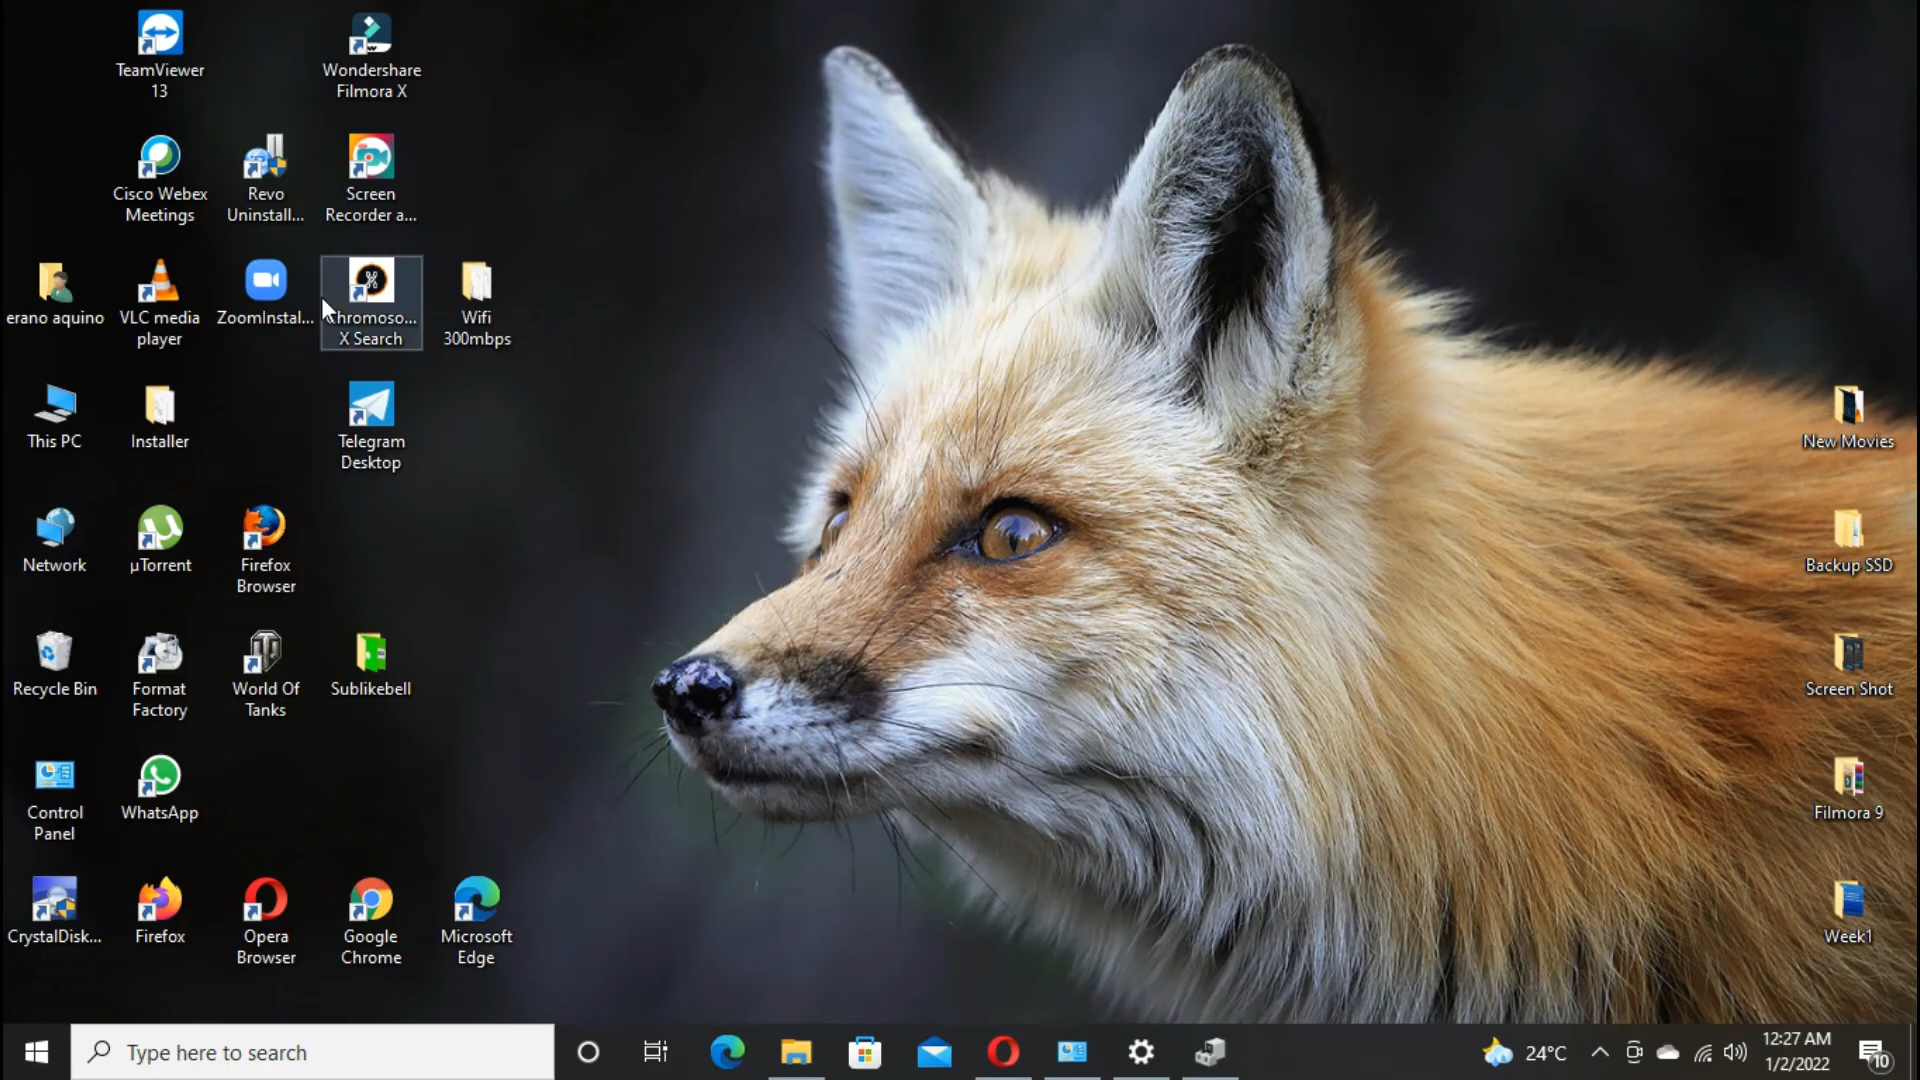 TeamViewer
13
Wondershare
Filmora X
Cisco Webex
Meetings
Revo
Uninstall...
Screen
Recorder a...
erano aquino
VLC media
player
ZoomInstal...
hromoso...
X Search
Wifi
300mbps
This PC
Installer
Telegram
Desktop
New Movies
Network
µTorrent
Firefox
Browser
Backup SSD
Recycle Bin
Format
Factory
World Of
Tanks
Sublikebell
Screen Shot
Control
Panel
WhatsApp
Filmora 9
CrystalDisk...
Firefox
Opera
Browser
Google
Chrome
Microsoft
Edge
Week1
Type here to search
24°C
12:27 AM
1/2/2022
10